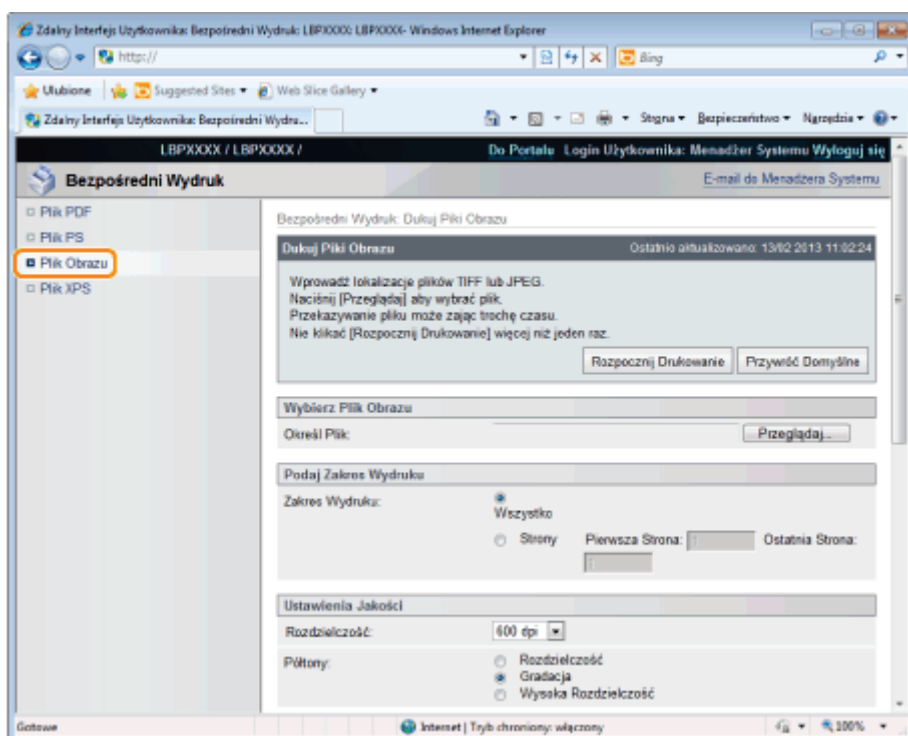 Zdalny Interfejs Użytkownika: Bezpośredni Wydruk: LBPXXXX: LBPXXXX- Windows Internet Explorer
http://
Bing
Ulubione Suggested Sites Web Slice Gallery
Zdalny Interfejs Użytkownika: Bezpośredni Wydru... Strona Bezpieczeństwo Narzędzia
LBPXXXX / LBPXXXX / Do Portalu Login Użytkownika: Menadżer Systemu Wyloguj się
Bezpośredni Wydruk E-mail do Menadżera Systemu
Plik PDF
Plik PS
Plik Obrazu
Plik XPS
Bezpośredni Wydruk: Dukuj Piki Obrazu
Dukuj Piki Obrazu Ostatnio aktualizowano: 13/02 2013 11:02:24
Wprowadź lokalizacje plików TIFF lub JPEG.
Naciśnij [Przeglądaj] aby wybrać plik.
Przekazywanie pliku może zająć trochę czasu.
Nie klikać [Rozpocznij Drukowanie] więcej niż jeden raz.
Rozpocznij Drukowanie Przywróć Domyślne
Wybierz Plik Obrazu
Określ Plik: Przeglądaj...
Podaj Zakres Wydruku
Zakres Wydruku:
Wszystko
Strony Pierwsza Strona: 1 Ostatnia Strona:
1
Ustawienia Jakości
Rozdzielczość: 600 dpi
Półtony: Rozdzielczość
Gradacja
Wysoka Rozdzielczość
Gotowe Internet | Tryb chroniony: włączony 100%